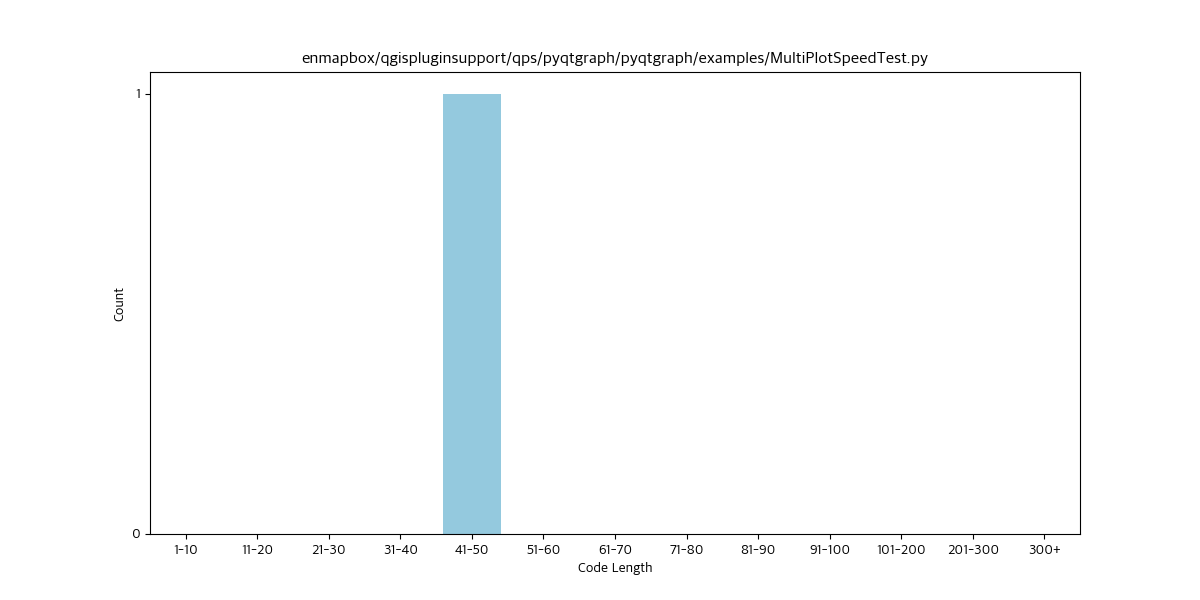 enmapbox/qgispluginsupport/qps/pyqtgraph/pyqtgraph/examples/MultiPlotSpeedTest.py
1
Count
0
1-10 11-20 21-30 31-40 41-50 51-60 61-70 71-80 81-90 91-100 101-200 201-300 300+
Code Length